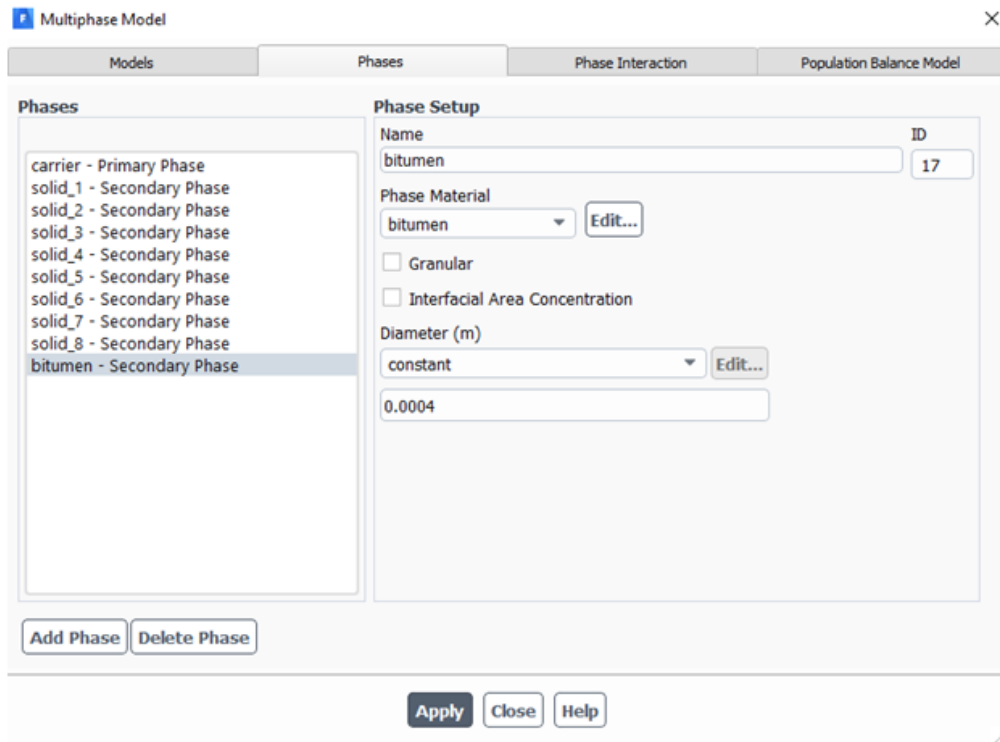 F Multiphase Model
Models
Phases
Phase Interaction
Population Balance Model
Phases
carrier - Primary Phase
solid_1 - Secondary Phase
solid_2 - Secondary Phase
solid_3 - Secondary Phase
solid_4 - Secondary Phase
solid_5 - Secondary Phase
solid_6 - Secondary Phase
solid_7 - Secondary Phase
solid_8 - Secondary Phase
bitumen - Secondary Phase
Add Phase
Delete Phase
Phase Setup
Name
ID
bitumen
17
Phase Material
bitumen
Edit...
Granular
Interfacial Area Concentration
Diameter (m)
constant
Edit...
0.0004
Apply
Close
Help